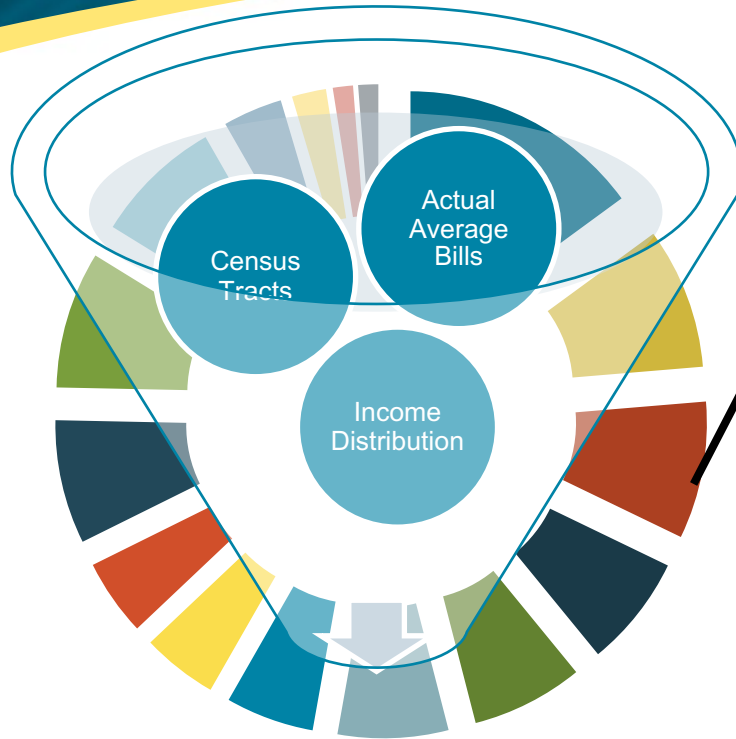 Actual
Average
Bills
Census
Tracts
Income
Distribution